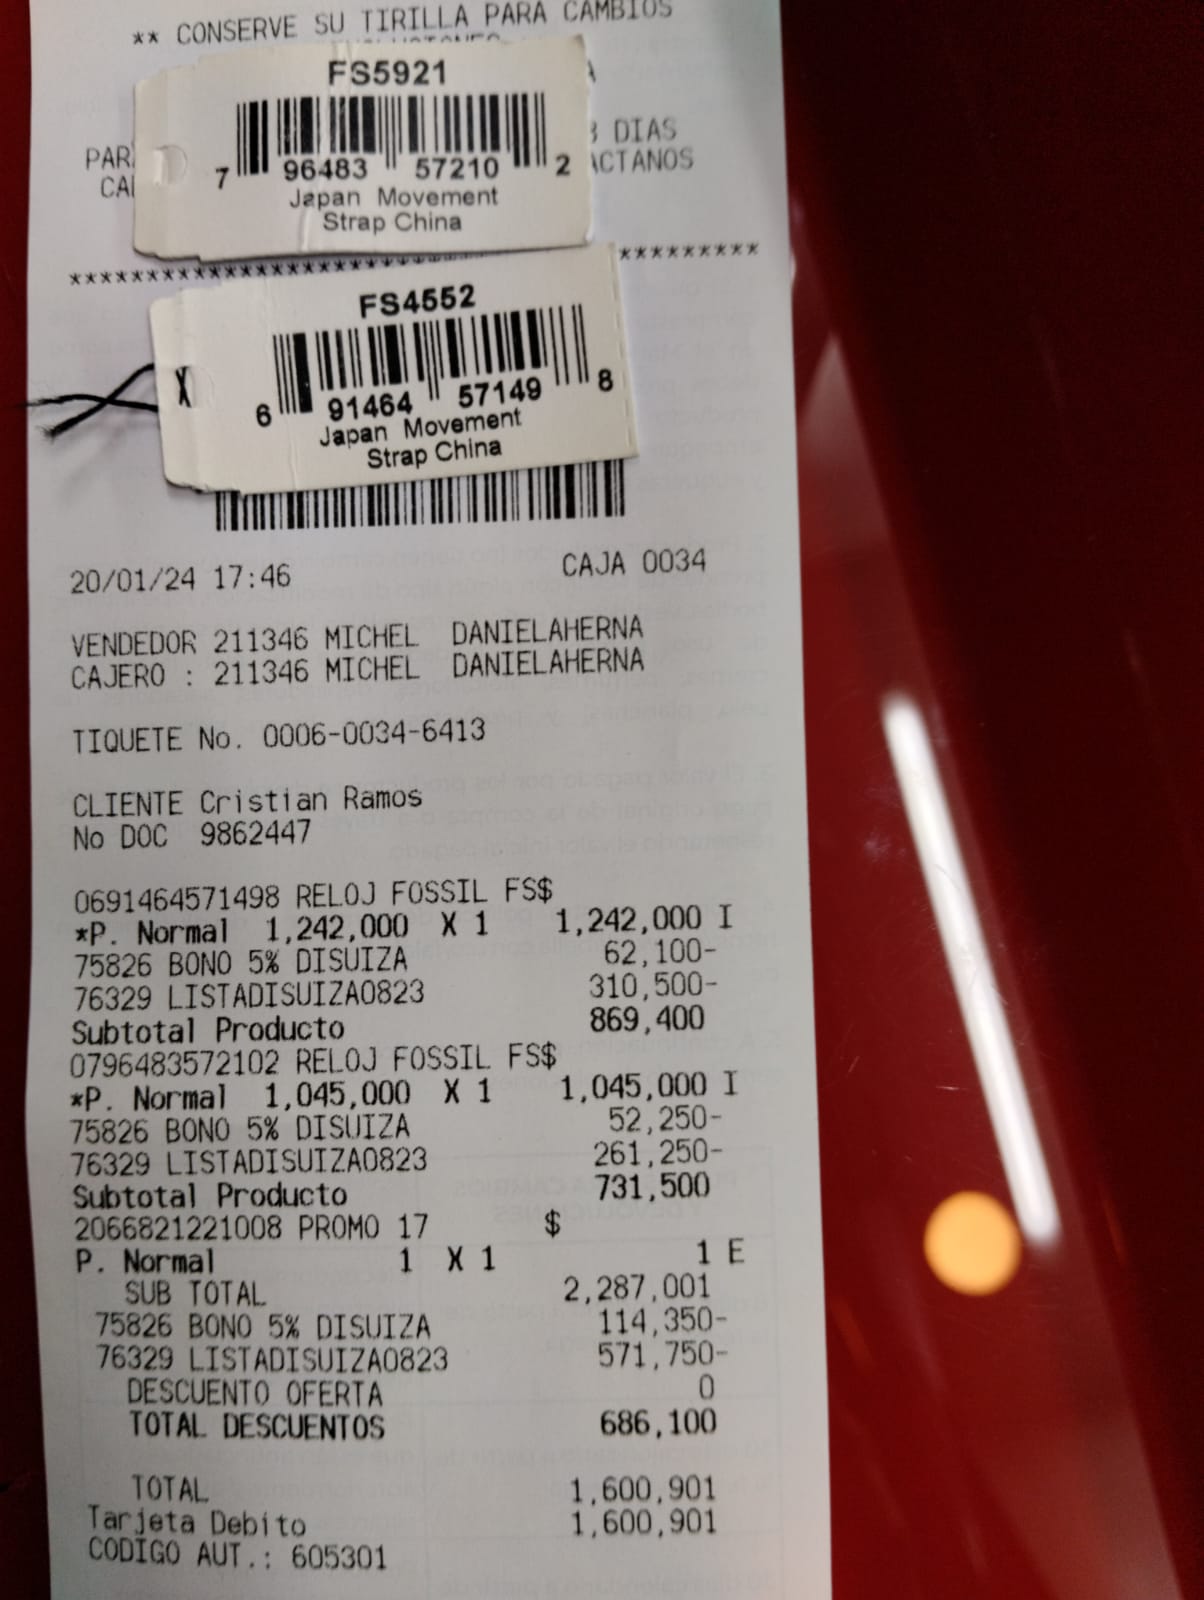 ** CONSERVE SU TIRILLA PARA CAMBIOS
FS5921
7 96483 57210 2
Japan Movement
Strap China
DIAS
*********
FS4552
X
6 91464 57149 8
Japan Movement
Strap China
20/01/24 17:46 CAJA 0034
VENDEDOR 211346 MICHEL DANIELAHERNA
CAJERO : 211346 MICHEL DANIELAHERNA
TIQUETE No. 0006-0034-6413
CLIENTE Cristian Ramos
No DOC 9862447
0691464571498 RELOJ FOSSIL FS$
*P. Normal 1,242,000 X 1 1,242,000 I
75826 BONO 5% DISUIZA 62,100-
76329 LISTADISUIZA0823 310,500-
Subtotal Producto 869,400
0796483572102 RELOJ FOSSIL FS$
*P. Normal 1,045,000 X 1 1,045,000 I
75826 BONO 5% DISUIZA 52,250-
76329 LISTADISUIZA0823 261,250-
Subtotal Producto 731,500
2066821221008 PROMO 17 $
P. Normal 1 X 1 1 E
SUB TOTAL 2,287,001
75826 BONO 5% DISUIZA 114,350-
76329 LISTADISUIZA0823 571,750-
DESCUENTO OFERTA 0
TOTAL DESCUENTOS 686,100
TOTAL 1,600,901
Tarjeta Debito 1,600,901
CODIGO AUT.: 605301